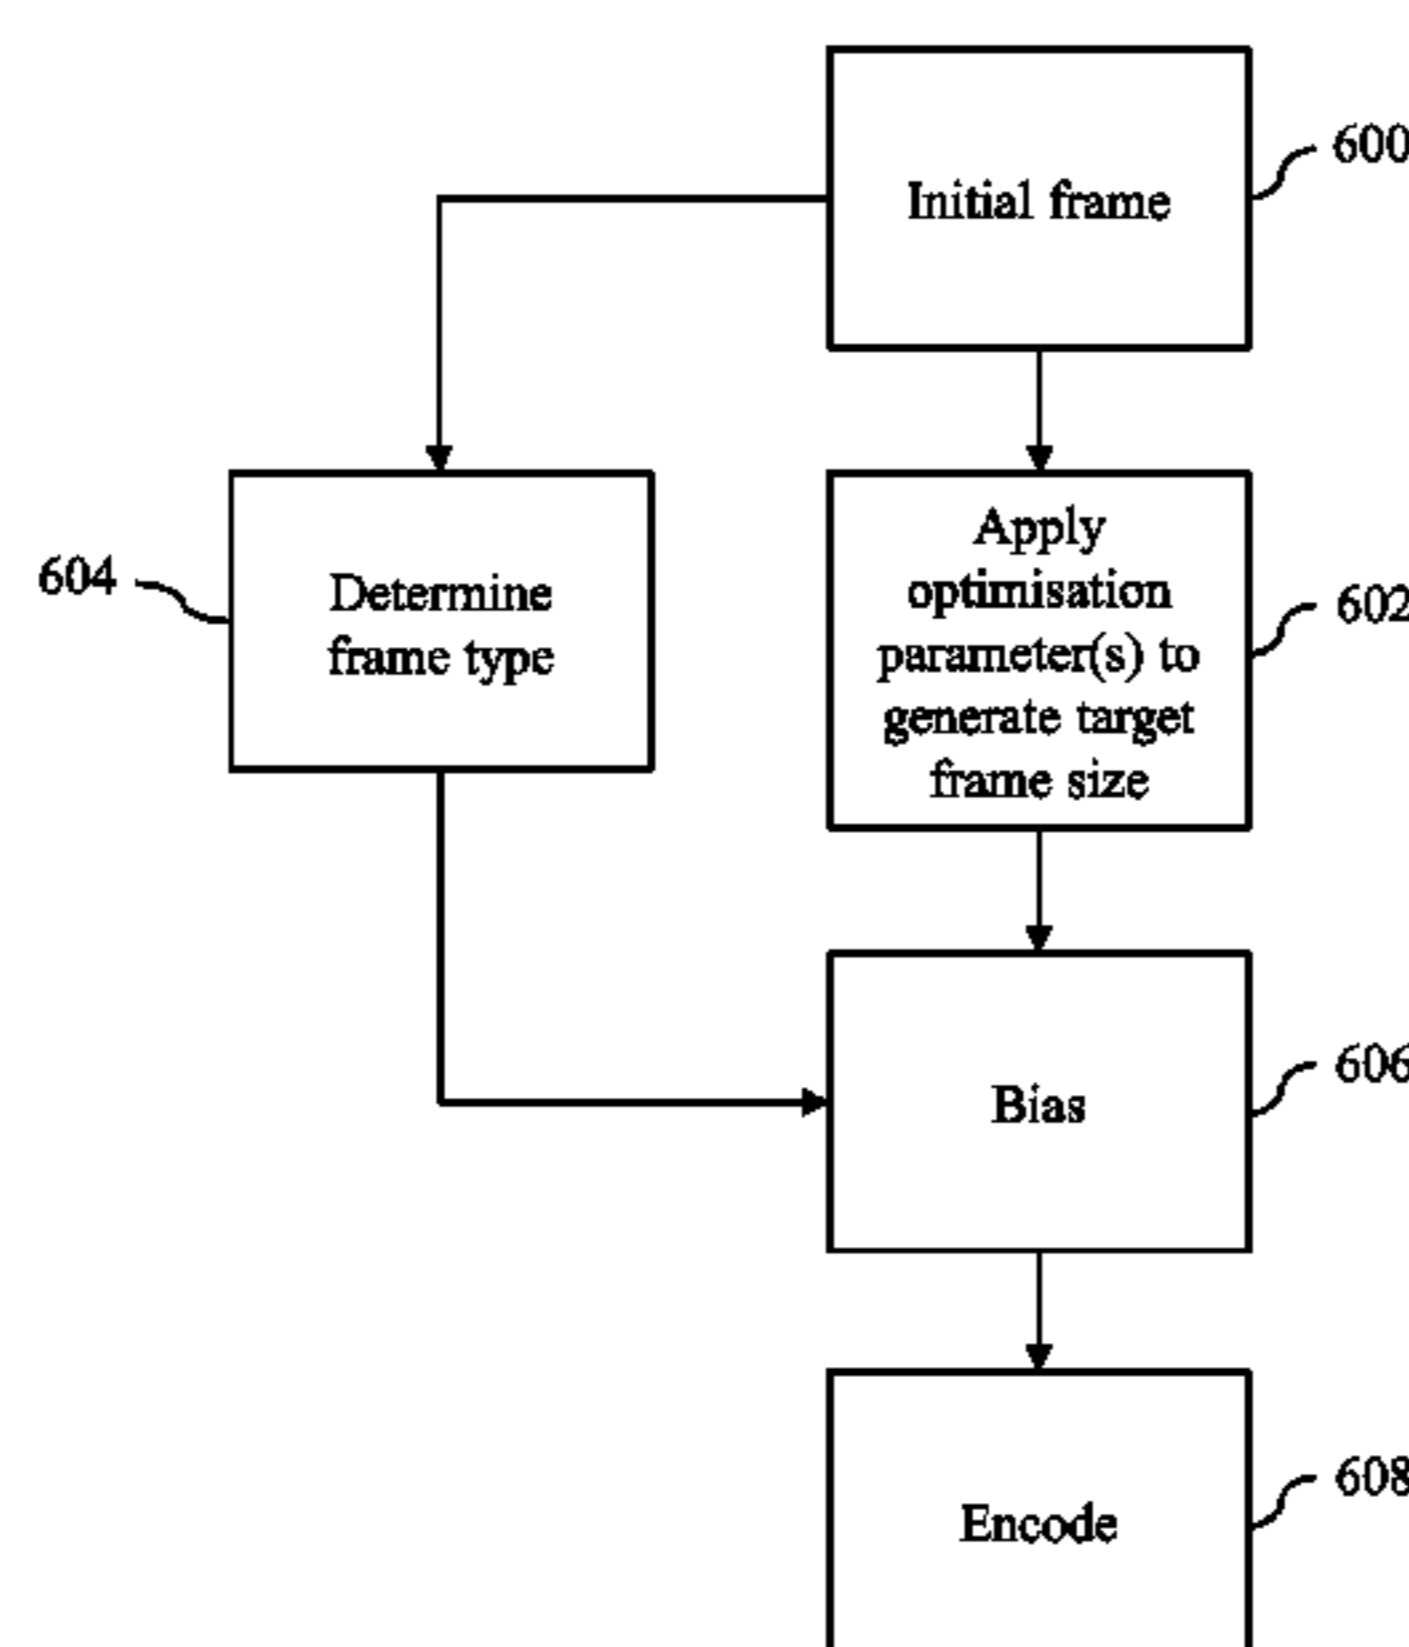 600
Initial frame
604
Determine
frame type
Apply
optimisation
parameter(s) to
generate target
frame size
602
606
Bias
608
Encode